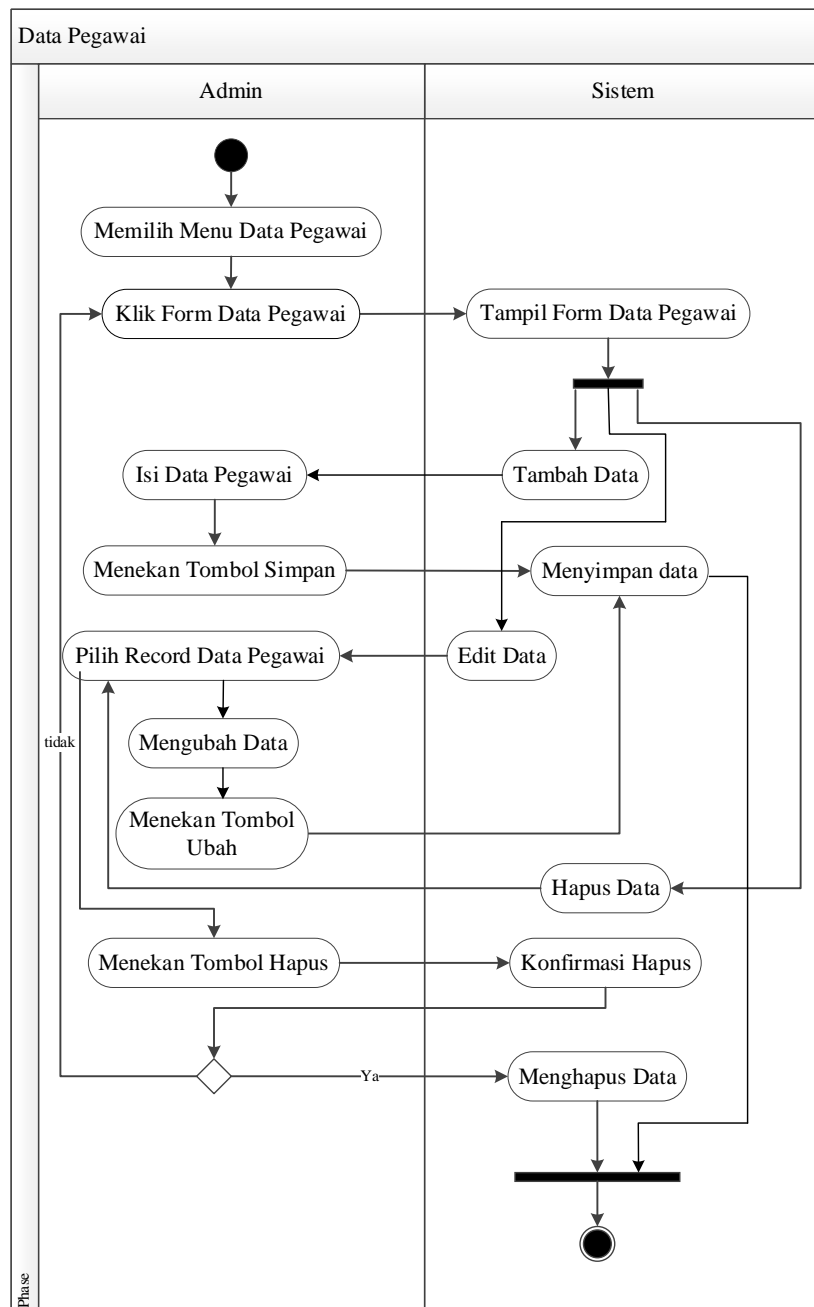 Data Pegawai
Admin
Sistem
Memilih Menu Data Pegawai
Klik Form Data Pegawai
Tampil Form Data Pegawai
Isi Data Pegawai
Tambah Data
Menekan Tombol Simpan
Menyimpan data
Pilih Record Data Pegawai
Edit Data
tidak
Mengubah Data
Menekan Tombol
Ubah
Hapus Data
Menekan Tombol Hapus
Konfirmasi Hapus
Ya
Menghapus Data
Phase